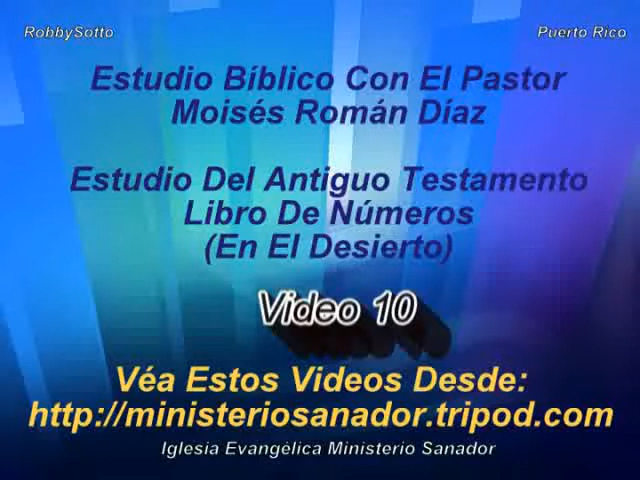 RobbySotto
Puerto Rico
Estudio Bíblico Con El Pastor
Moisés Román Díaz
Estudio Del Antiguo Testamento
Libro De Números
(En El Desierto)
Video 10
Véa Estos Videos Desde:
http://ministeriosanador.tripod.com
Iglesia Evangélica Ministerio Sanador